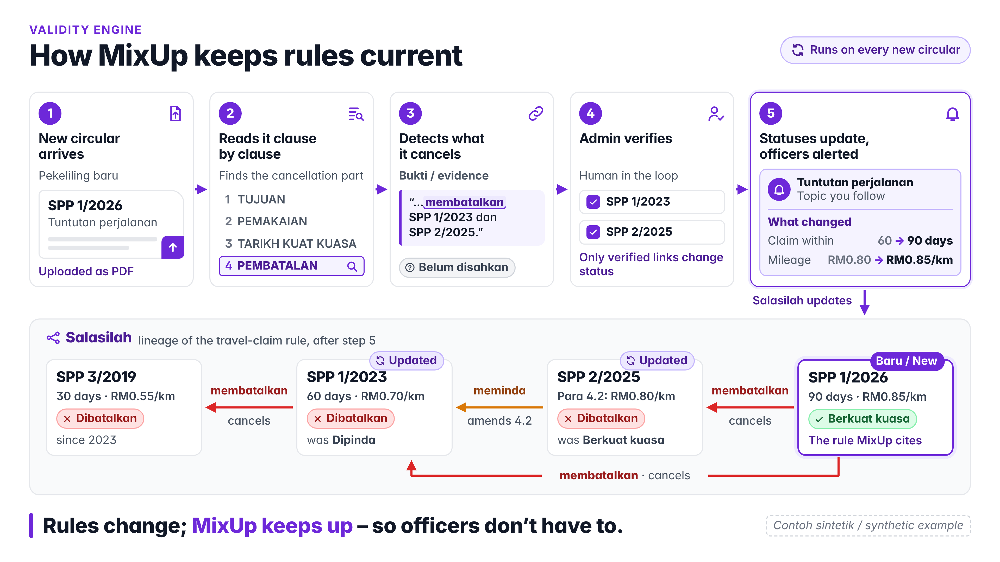 VALIDITY ENGINE
How MixUp keeps rules current
Runs on every new circular
1
New circular
arrives
Pekeliling baru
SPP 1/2026
Tuntutan perjalanan
Uploaded as PDF
2
Reads it clause
by clause
Finds the cancellation part
1 TUJUAN
2 PEMAKAIAN
3 TARIKH KUAT KUASA
4 PEMBATALAN
3
Detects what
it cancels
Bukti / evidence
“…membatalkan
SPP 1/2023 dan
SPP 2/2025.”
Belum disahkan
4
Admin verifies
Human in the loop
SPP 1/2023
SPP 2/2025
Only verified links change
status
5
Statuses update,
officers alerted
Tuntutan perjalanan
Topic you follow
What changed
Claim within 60 → 90 days
Mileage RM0.80 → RM0.85/km
Salasilah updates
Salasilah lineage of the travel-claim rule, after step 5
SPP 3/2019
30 days · RM0.55/km
Dibatalkan
since 2023
membatalkan
cancels
Updated
SPP 1/2023
60 days · RM0.70/km
Dibatalkan
was Dipinda
meminda
amends 4.2
Updated
SPP 2/2025
Para 4.2: RM0.80/km
Dibatalkan
was Berkuat kuasa
membatalkan
cancels
Baru / New
SPP 1/2026
90 days · RM0.85/km
Berkuat kuasa
The rule MixUp cites
membatalkan · cancels
Rules change; MixUp keeps up – so officers don’t have to.
Contoh sintetik / synthetic example